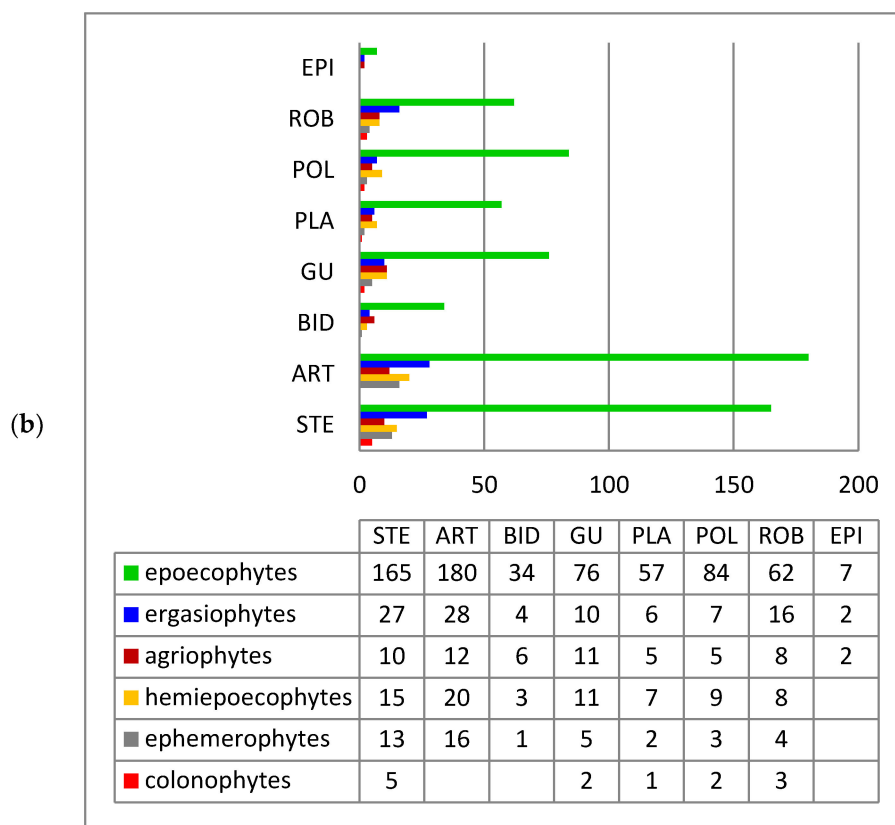 EPI
ROB
POL
PLA
GU
BID
ART
STE
(b)
0 50 100 150 200
STE ART BID GU PLA POL ROB EPI
epoecophytes 165 180 34 76 57 84 62 7
ergasiophytes 27 28 4 10 6 7 16 2
agriophytes 10 12 6 11 5 5 8 2
hemiepoecophytes 15 20 3 11 7 9 8
ephemerophytes 13 16 1 5 2 3 4
colonophytes 5 2 1 2 3